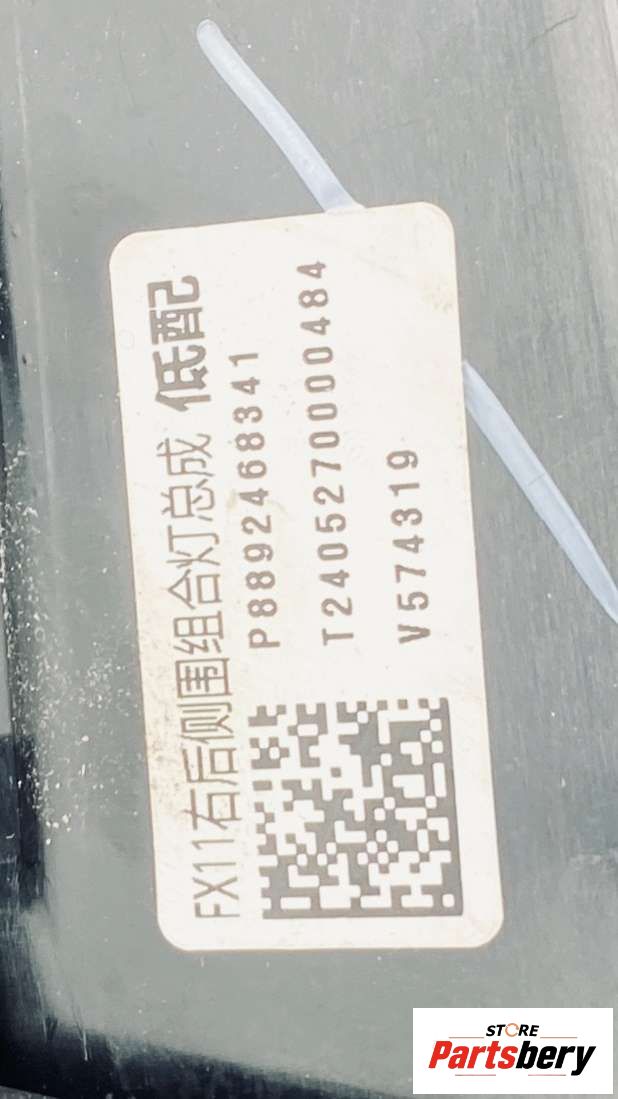 FX11右后侧围组合灯总成 低配
P8892468341
T2405270000484
V574319
STORE
Partsbery